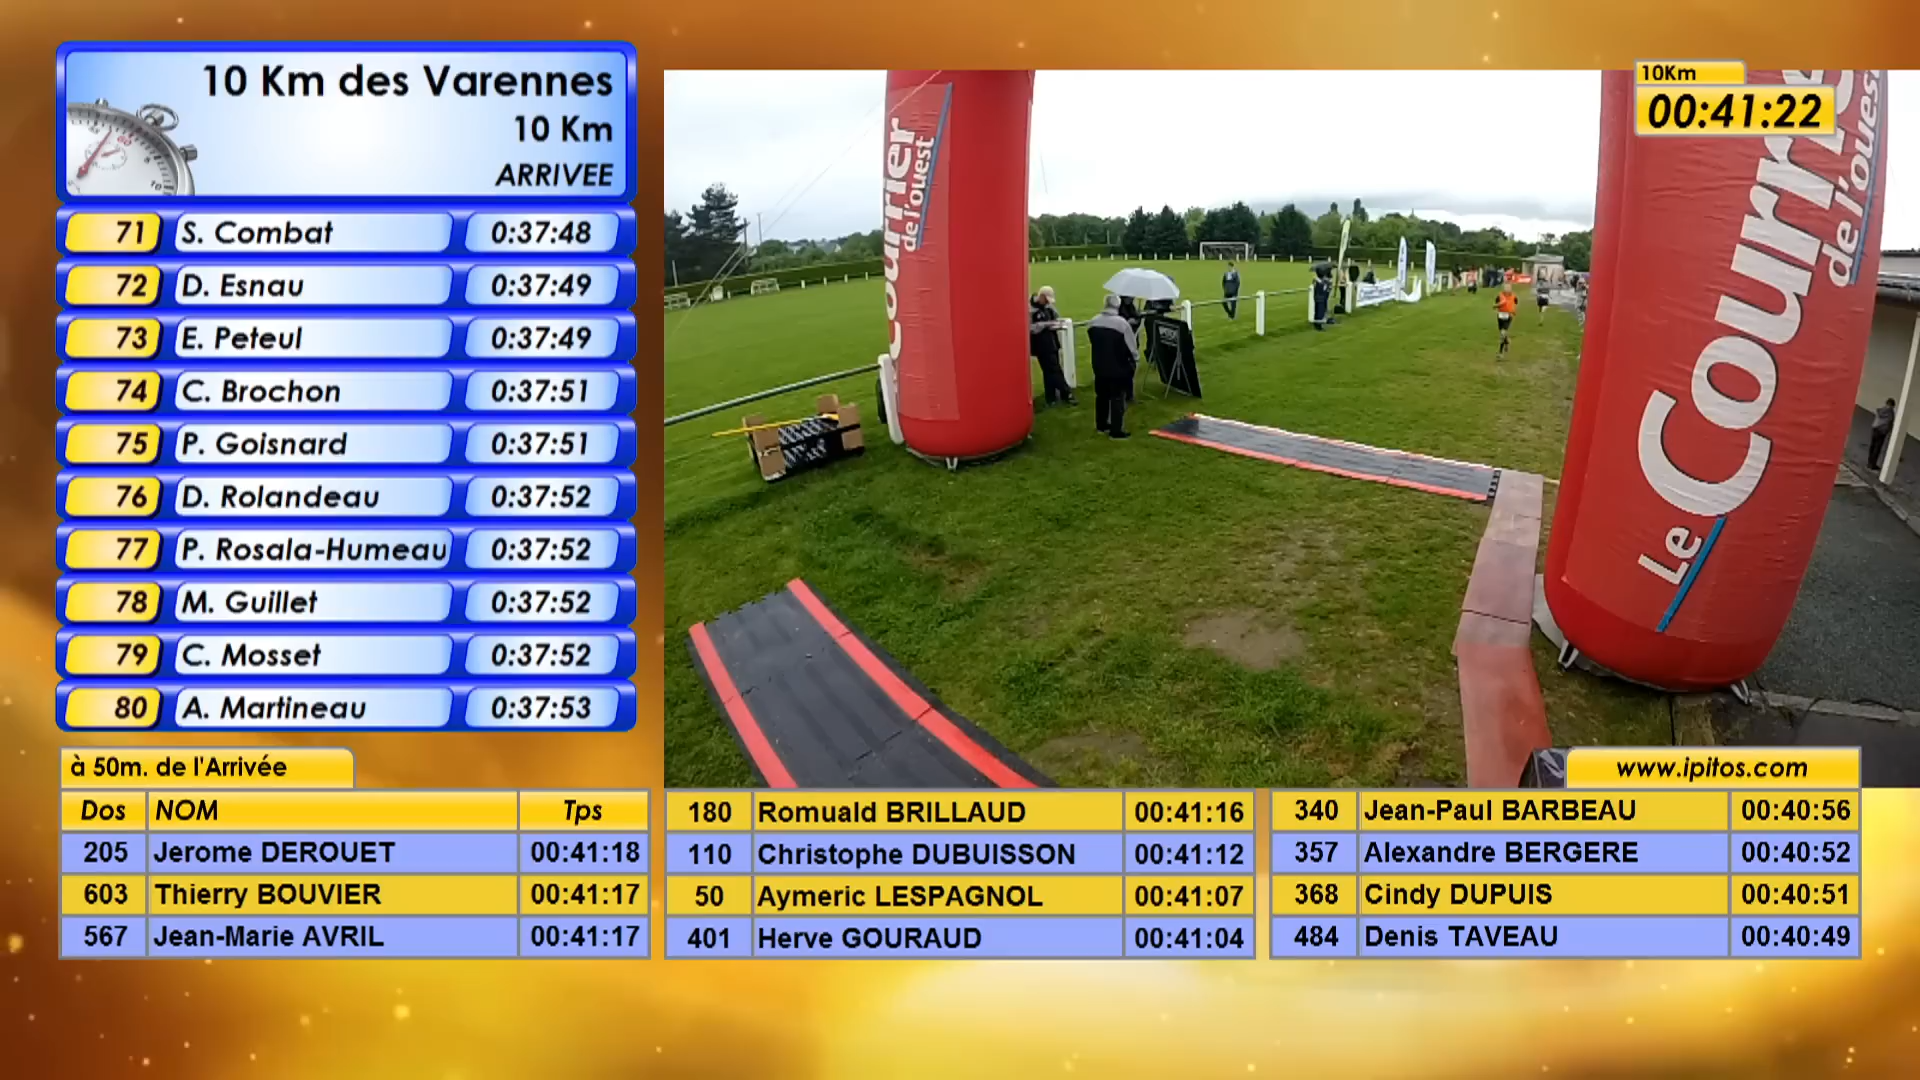 10 Km des Varennes
10 Km
ARRIVEE
71 S. Combat 0:37:48
72 D. Esnau 0:37:49
73 E. Peteul 0:37:49
74 C. Brochon 0:37:51
75 P. Goisnard 0:37:51
76 D. Rolandeau 0:37:52
77 P. Rosala-Humeau 0:37:52
78 M. Guillet 0:37:52
79 C. Mosset 0:37:52
80 A. Martineau 0:37:53
10Km
00:41:22
Courrier
de l'ouest
Le Courrier
de l'ouest
www.ipitos.com
à 50m. de l'Arrivée
Dos NOM Tps
205 Jerome DEROUET 00:41:18
603 Thierry BOUVIER 00:41:17
567 Jean-Marie AVRIL 00:41:17
180 Romuald BRILLAUD 00:41:16
110 Christophe DUBUISSON 00:41:12
50 Aymeric LESPAGNOL 00:41:07
401 Herve GOURAUD 00:41:04
340 Jean-Paul BARBEAU 00:40:56
357 Alexandre BERGERE 00:40:52
368 Cindy DUPUIS 00:40:51
484 Denis TAVEAU 00:40:49